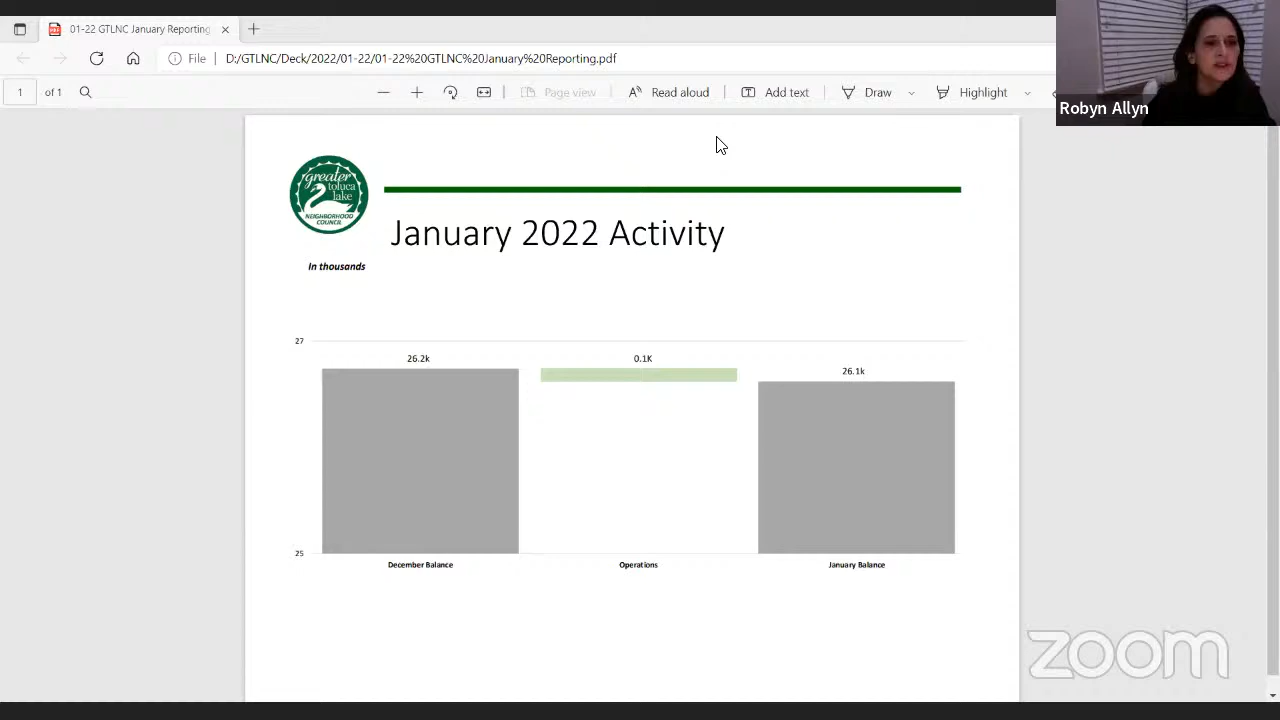 01-22 GTLNC January Reporting
File D:/GTLNC/Deck/2022/01-22/01-22%20GTLNC%20January%20Reporting.pdf
1 of 1
Page view
Read aloud
Add text
Draw
Highlight
Robyn Allyn
greater
toluca
lake
NEIGHBORHOOD
COUNCIL
January 2022 Activity
In thousands
27
26.2k
0.1K
26.1k
25
December Balance
Operations
January Balance
zoom